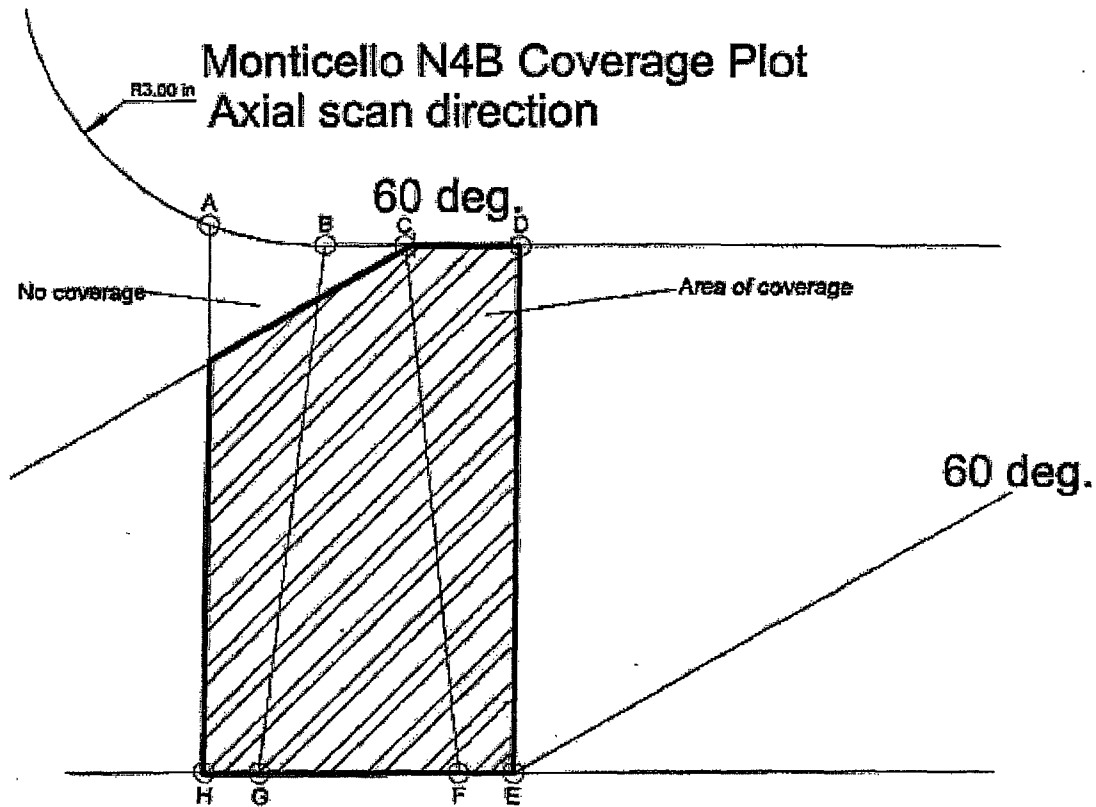 Monticello N4B Coverage Plot
R3.00 in
Axial scan direction
60 deg.
A
B
C
D
No coverage
Area of coverage
60 deg.
H
G
F
E